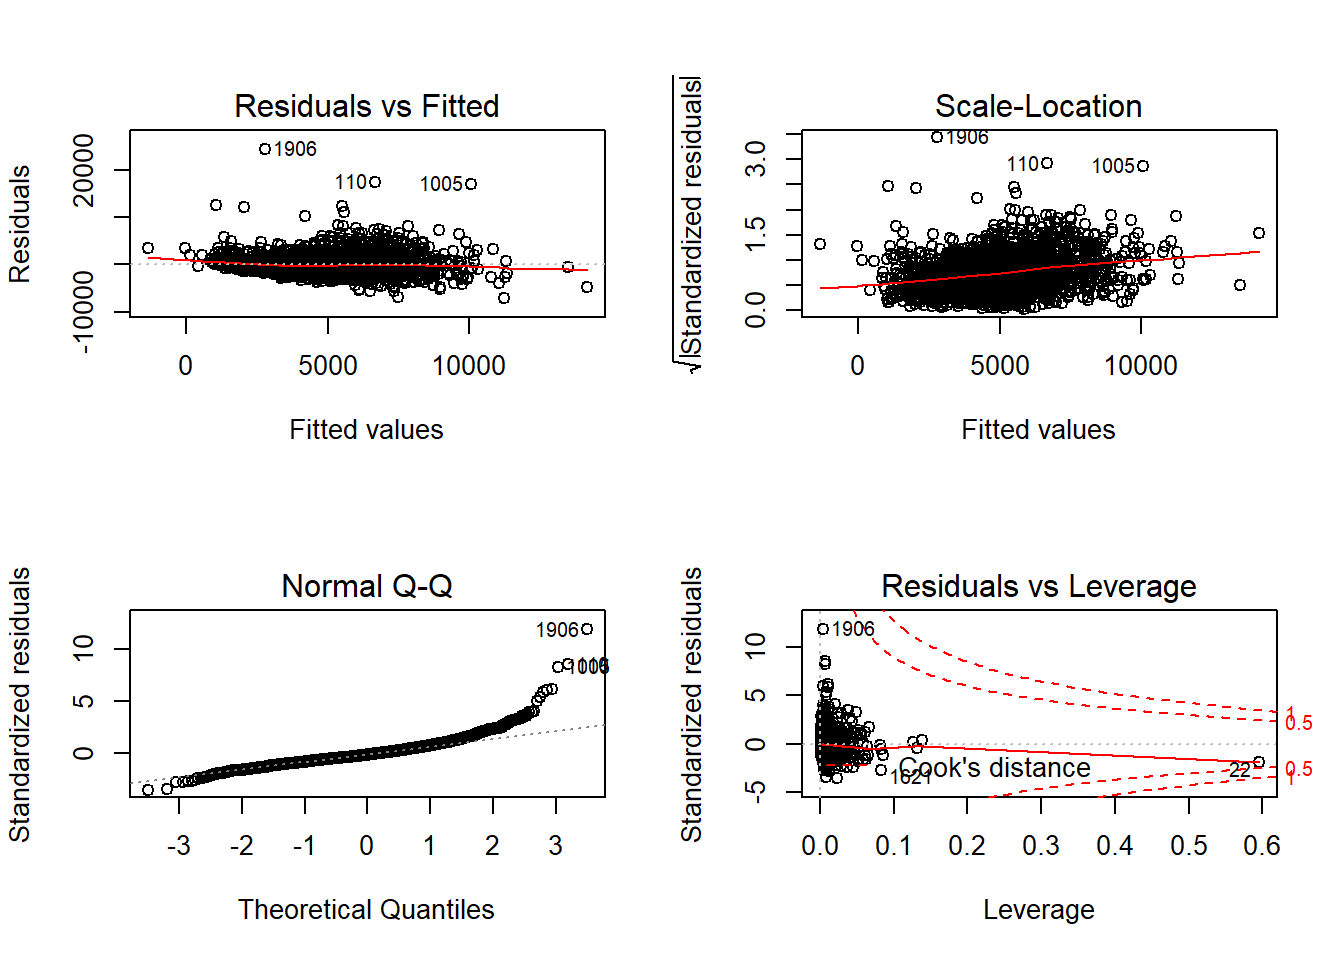 Residuals vs Fitted
Residuals
20000
-10000
1906
110
1005
0 5000 10000
Fitted values
Scale-Location
√|Standardized residuals|
3.0
1.5
0.0
1906
110
1005
0 5000 10000
Fitted values
Normal Q-Q
Standardized residuals
10
5
0
1906
-3 -2 -1 0 1 2 3
Theoretical Quantiles
Residuals vs Leverage
Standardized residuals
10
5
0
-5
1906
1
0.5
0.5
1
Cook's distance
1621
22
0.0 0.1 0.2 0.3 0.4 0.5 0.6
Leverage